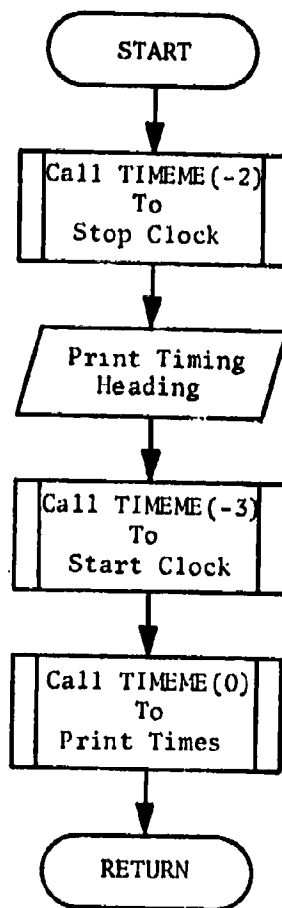 START
Call TIMEME(-2)
To
Stop Clock
Print Timing
Heading
Call TIMEME(-3)
To
Start Clock
Call TIMEME(0)
To
Print Times
RETURN